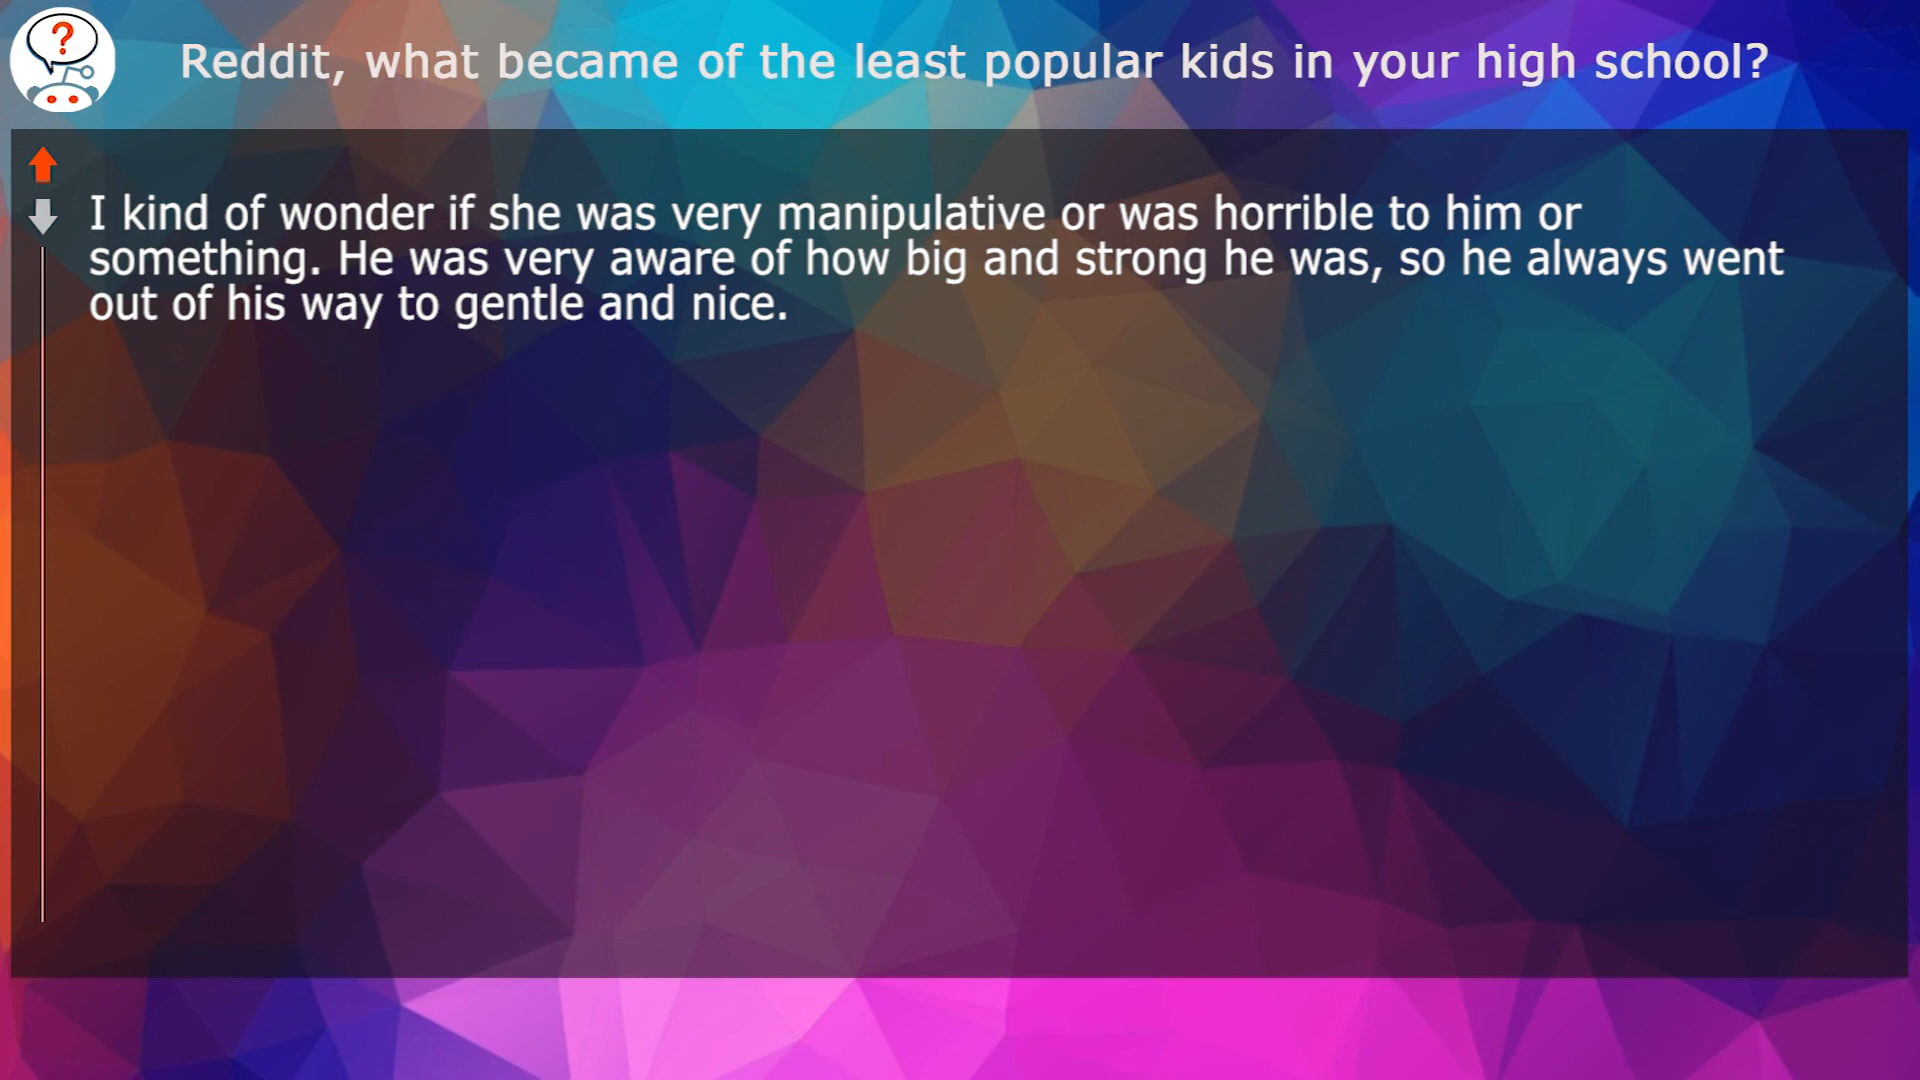 ?
Reddit, what became of the least popular kids in your high school?
I kind of wonder if she was very manipulative or was horrible to him or
something. He was very aware of how big and strong he was, so he always went
out of his way to gentle and nice.